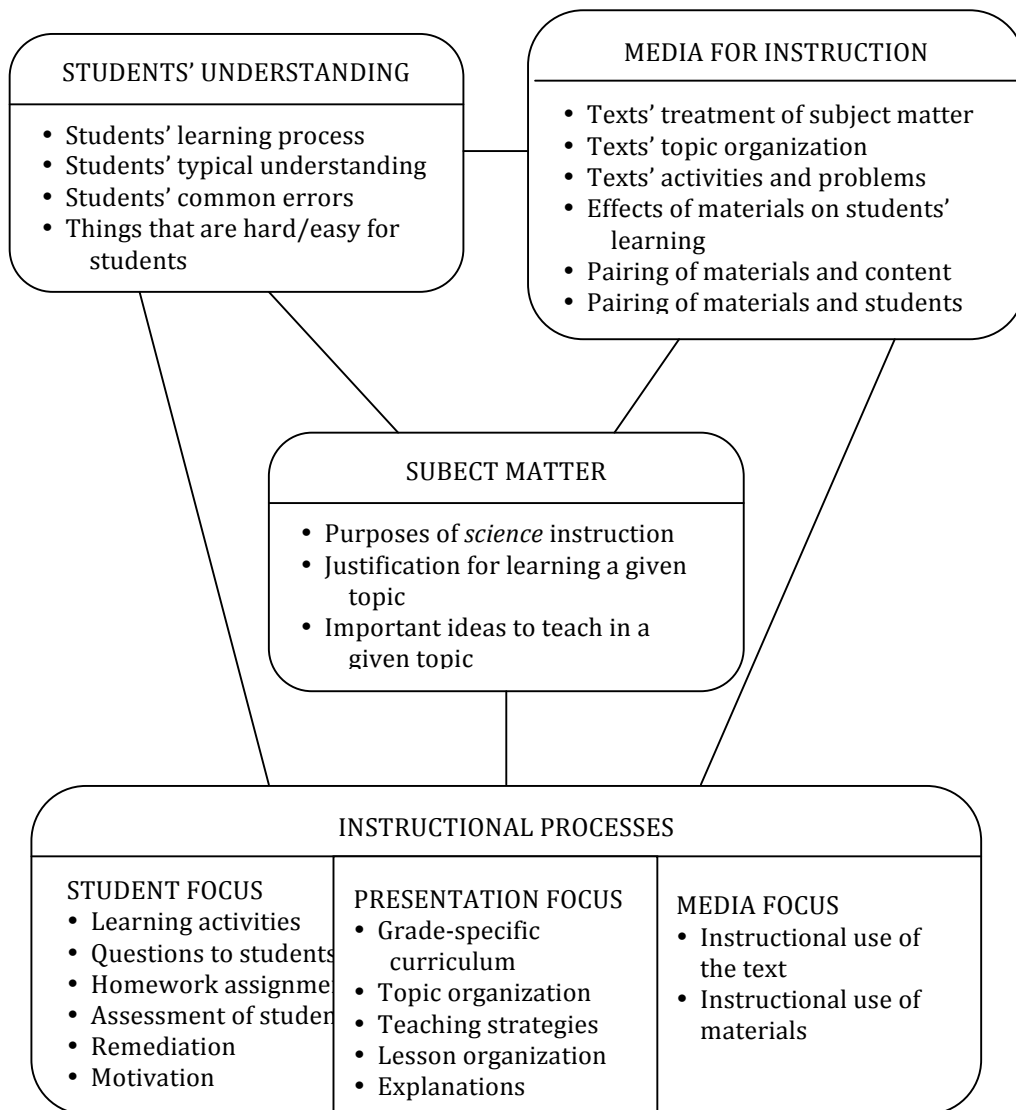 STUDENTS’ UNDERSTANDING
• Students’ learning process
• Students’ typical understanding
• Students’ common errors
• Things that are hard/easy for
students
MEDIA FOR INSTRUCTION
• Texts’ treatment of subject matter
• Texts’ topic organization
• Texts’ activities and problems
• Effects of materials on students’
learning
• Pairing of materials and content
• Pairing of materials and students
SUBECT MATTER
• Purposes of science instruction
• Justification for learning a given
topic
• Important ideas to teach in a
given topic
INSTRUCTIONAL PROCESSES
STUDENT FOCUS
• Learning activities
• Questions to students
• Homework assignme
• Assessment of studen
• Remediation
• Motivation
PRESENTATION FOCUS
• Grade-specific
curriculum
• Topic organization
• Teaching strategies
• Lesson organization
• Explanations
MEDIA FOCUS
• Instructional use of
the text
• Instructional use of
materials